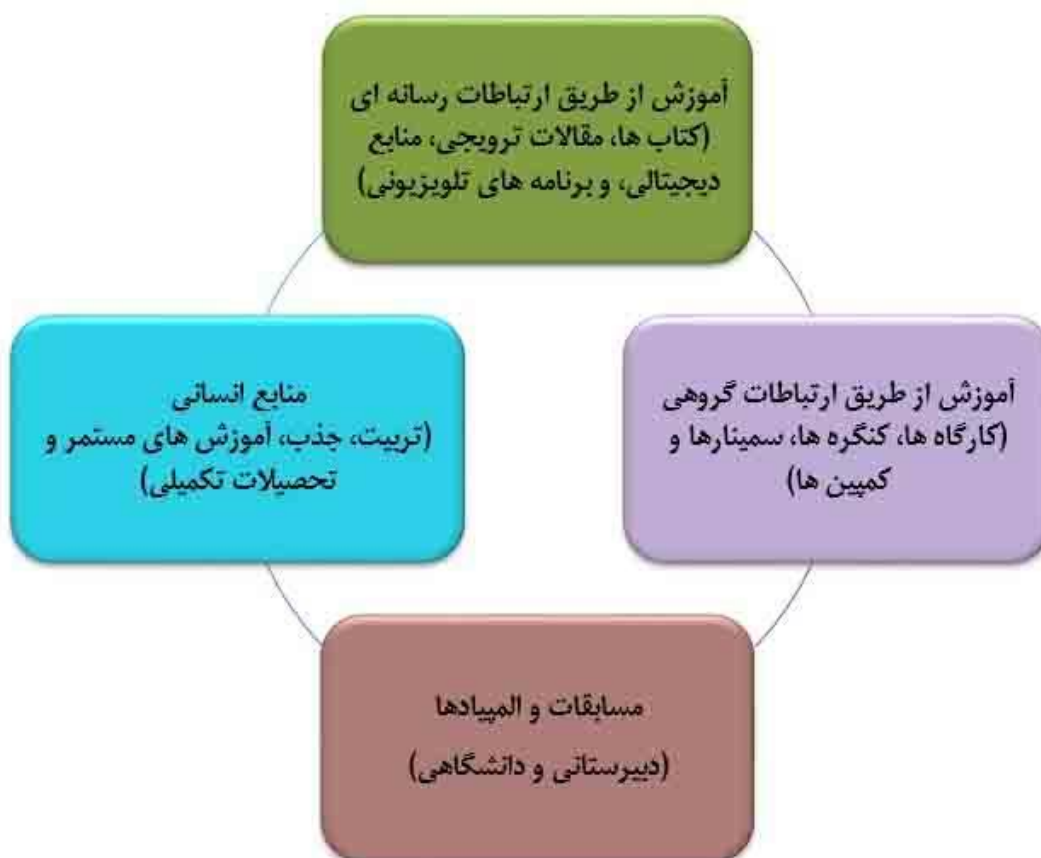 آموزش از طریق ارتباطات رسانه ای
(کتاب ها، مقالات ترویجی، منابع
دیجیتالی، و برنامه های تلویزیونی)
آموزش از طریق ارتباطات گروهی
(کارگاه ها، کنگره ها، سمینارها و
کمپین ها)
منابع انسانی
(تربیت، جذب، آموزش های مستمر و
تحصیلات تکمیلی)
مسابقات و المپیادها
(دبیرستانی و دانشگاهی)